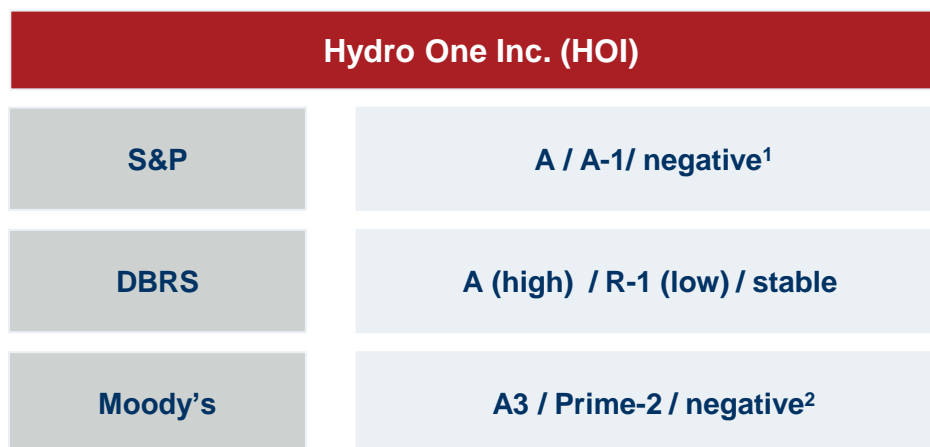 Hydro One Inc. (HOI)
S&P
A / A-1/ negative¹
DBRS
A (high) / R-1 (low) / stable
Moody’s
A3 / Prime-2 / negative²